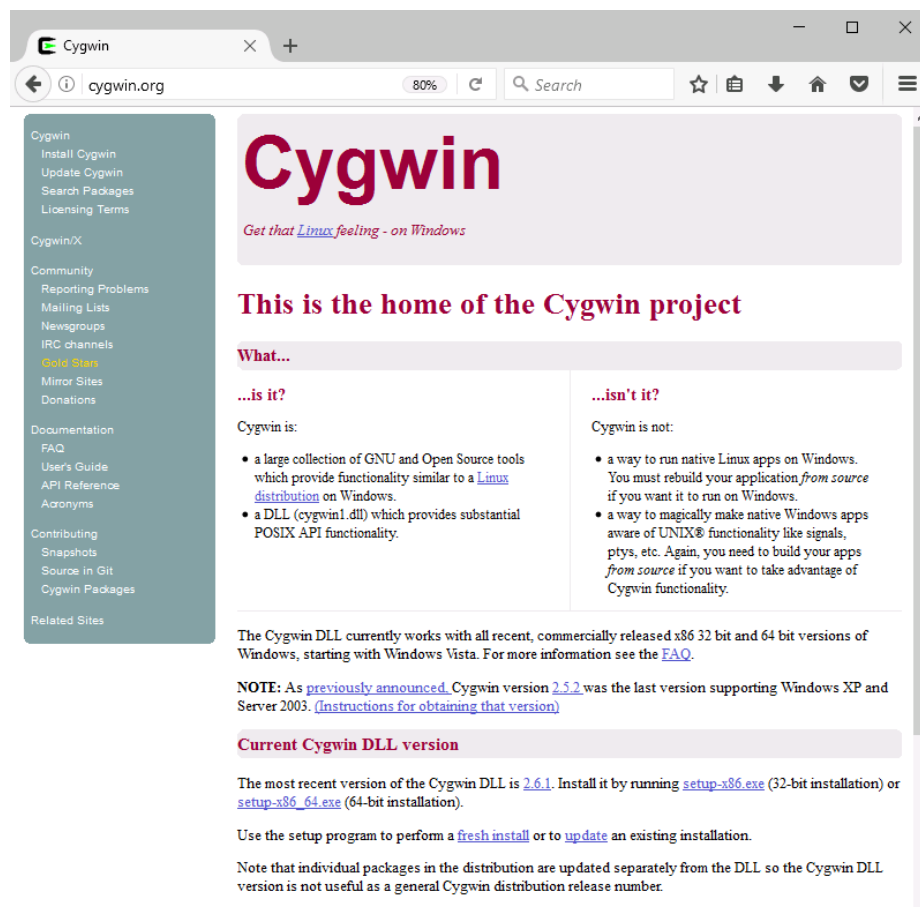 Cygwin
cygwin.org
80%
Search
Cygwin
Install Cygwin
Update Cygwin
Search Packages
Licensing Terms
Cygwin/X
Community
Reporting Problems
Mailing Lists
Newsgroups
IRC channels
Gold Stars
Mirror Sites
Donations
Documentation
FAQ
User's Guide
API Reference
Acronyms
Contributing
Snapshots
Source in Git
Cygwin Packages
Related Sites
Cygwin
Get that Linux feeling - on Windows
This is the home of the Cygwin project
What...
...is it?
Cygwin is:
• a large collection of GNU and Open Source tools
which provide functionality similar to a Linux
distribution on Windows.
• a DLL (cygwin1.dll) which provides substantial
POSIX API functionality.
...isn't it?
Cygwin is not:
• a way to run native Linux apps on Windows.
You must rebuild your application from source
if you want it to run on Windows.
• a way to magically make native Windows apps
aware of UNIX® functionality like signals,
ptys, etc. Again, you need to build your apps
from source if you want to take advantage of
Cygwin functionality.
The Cygwin DLL currently works with all recent, commercially released x86 32 bit and 64 bit versions of
Windows, starting with Windows Vista. For more information see the FAQ.
NOTE: As previously announced, Cygwin version 2.5.2 was the last version supporting Windows XP and
Server 2003. (Instructions for obtaining that version)
Current Cygwin DLL version
The most recent version of the Cygwin DLL is 2.6.1. Install it by running setup-x86.exe (32-bit installation) or
setup-x86_64.exe (64-bit installation).
Use the setup program to perform a fresh install or to update an existing installation.
Note that individual packages in the distribution are updated separately from the DLL so the Cygwin DLL
version is not useful as a general Cygwin distribution release number.